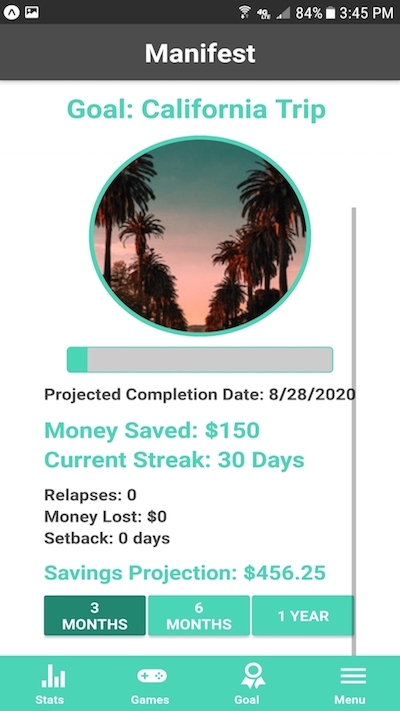 4G LTE 84% 3:45 PM
Manifest
Goal: California Trip
Projected Completion Date: 8/28/2020
Money Saved: $150
Current Streak: 30 Days
Relapses: 0
Money Lost: $0
Setback: 0 days
Savings Projection: $456.25
3
MONTHS
6
MONTHS
1 YEAR
Stats
Games
Goal
Menu